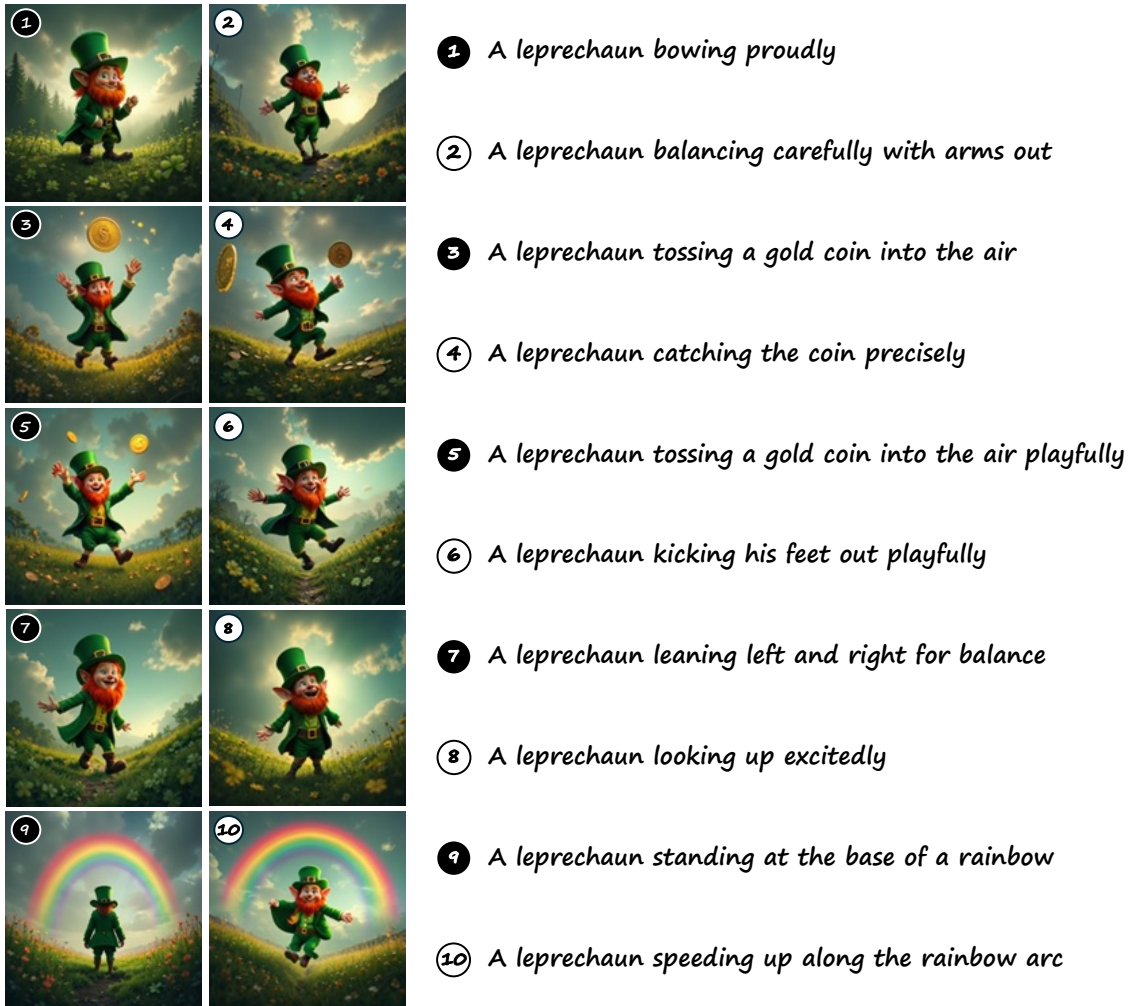 1 2
3 4
5 6
7 8
9 10
1 A leprechaun bowing proudly
2 A leprechaun balancing carefully with arms out
3 A leprechaun tossing a gold coin into the air
4 A leprechaun catching the coin precisely
5 A leprechaun tossing a gold coin into the air playfully
6 A leprechaun kicking his feet out playfully
7 A leprechaun leaning left and right for balance
8 A leprechaun looking up excitedly
9 A leprechaun standing at the base of a rainbow
10 A leprechaun speeding up along the rainbow arc